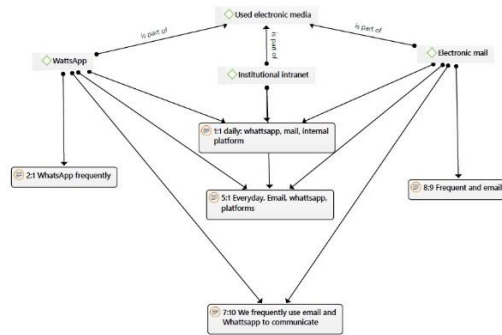 Used electronic media
is part of
is part of
is part of
WattsApp
Institutional intranet
Electronic mail
1:1 daily: whattsapp, mail, internal
platform
2:1 WhatsApp frequently
5:1 Everyday. Email, whattsapp,
platforms
8:9 Frequent and email
7:10 We frequently use email and
Whattsapp to communicate